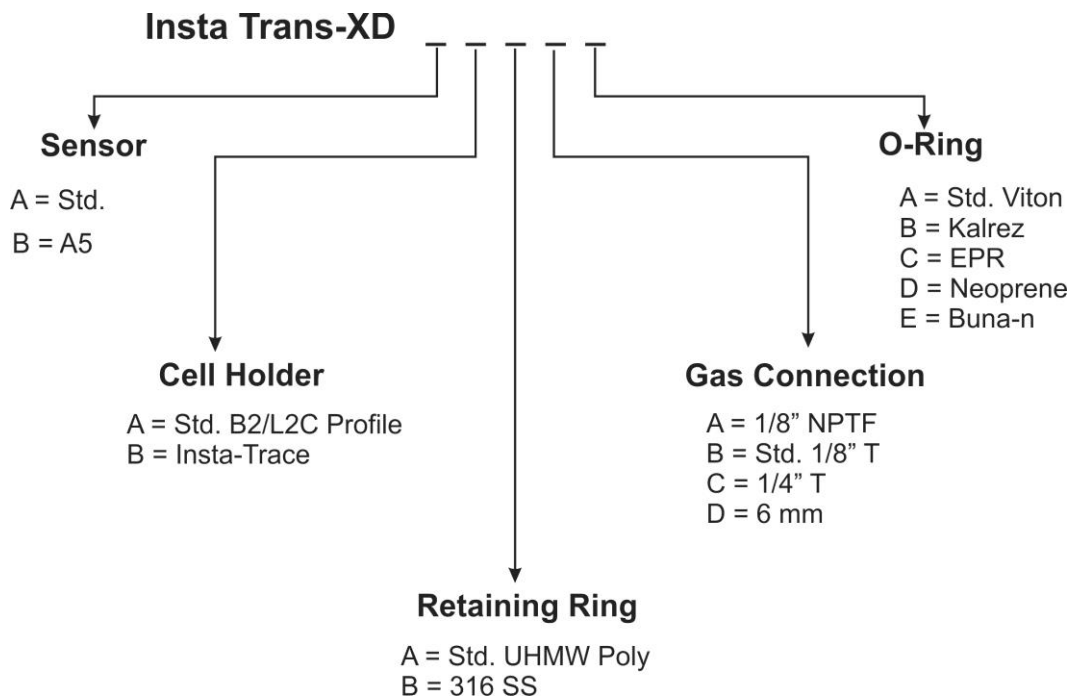 Insta Trans-XD _ _ _ _ _
Sensor
A = Std.
B = A5
Cell Holder
A = Std. B2/L2C Profile
B = Insta-Trace
Retaining Ring
A = Std. UHMW Poly
B = 316 SS
Gas Connection
A = 1/8” NPTF
B = Std. 1/8” T
C = 1/4” T
D = 6 mm
O-Ring
A = Std. Viton
B = Kalrez
C = EPR
D = Neoprene
E = Buna-n